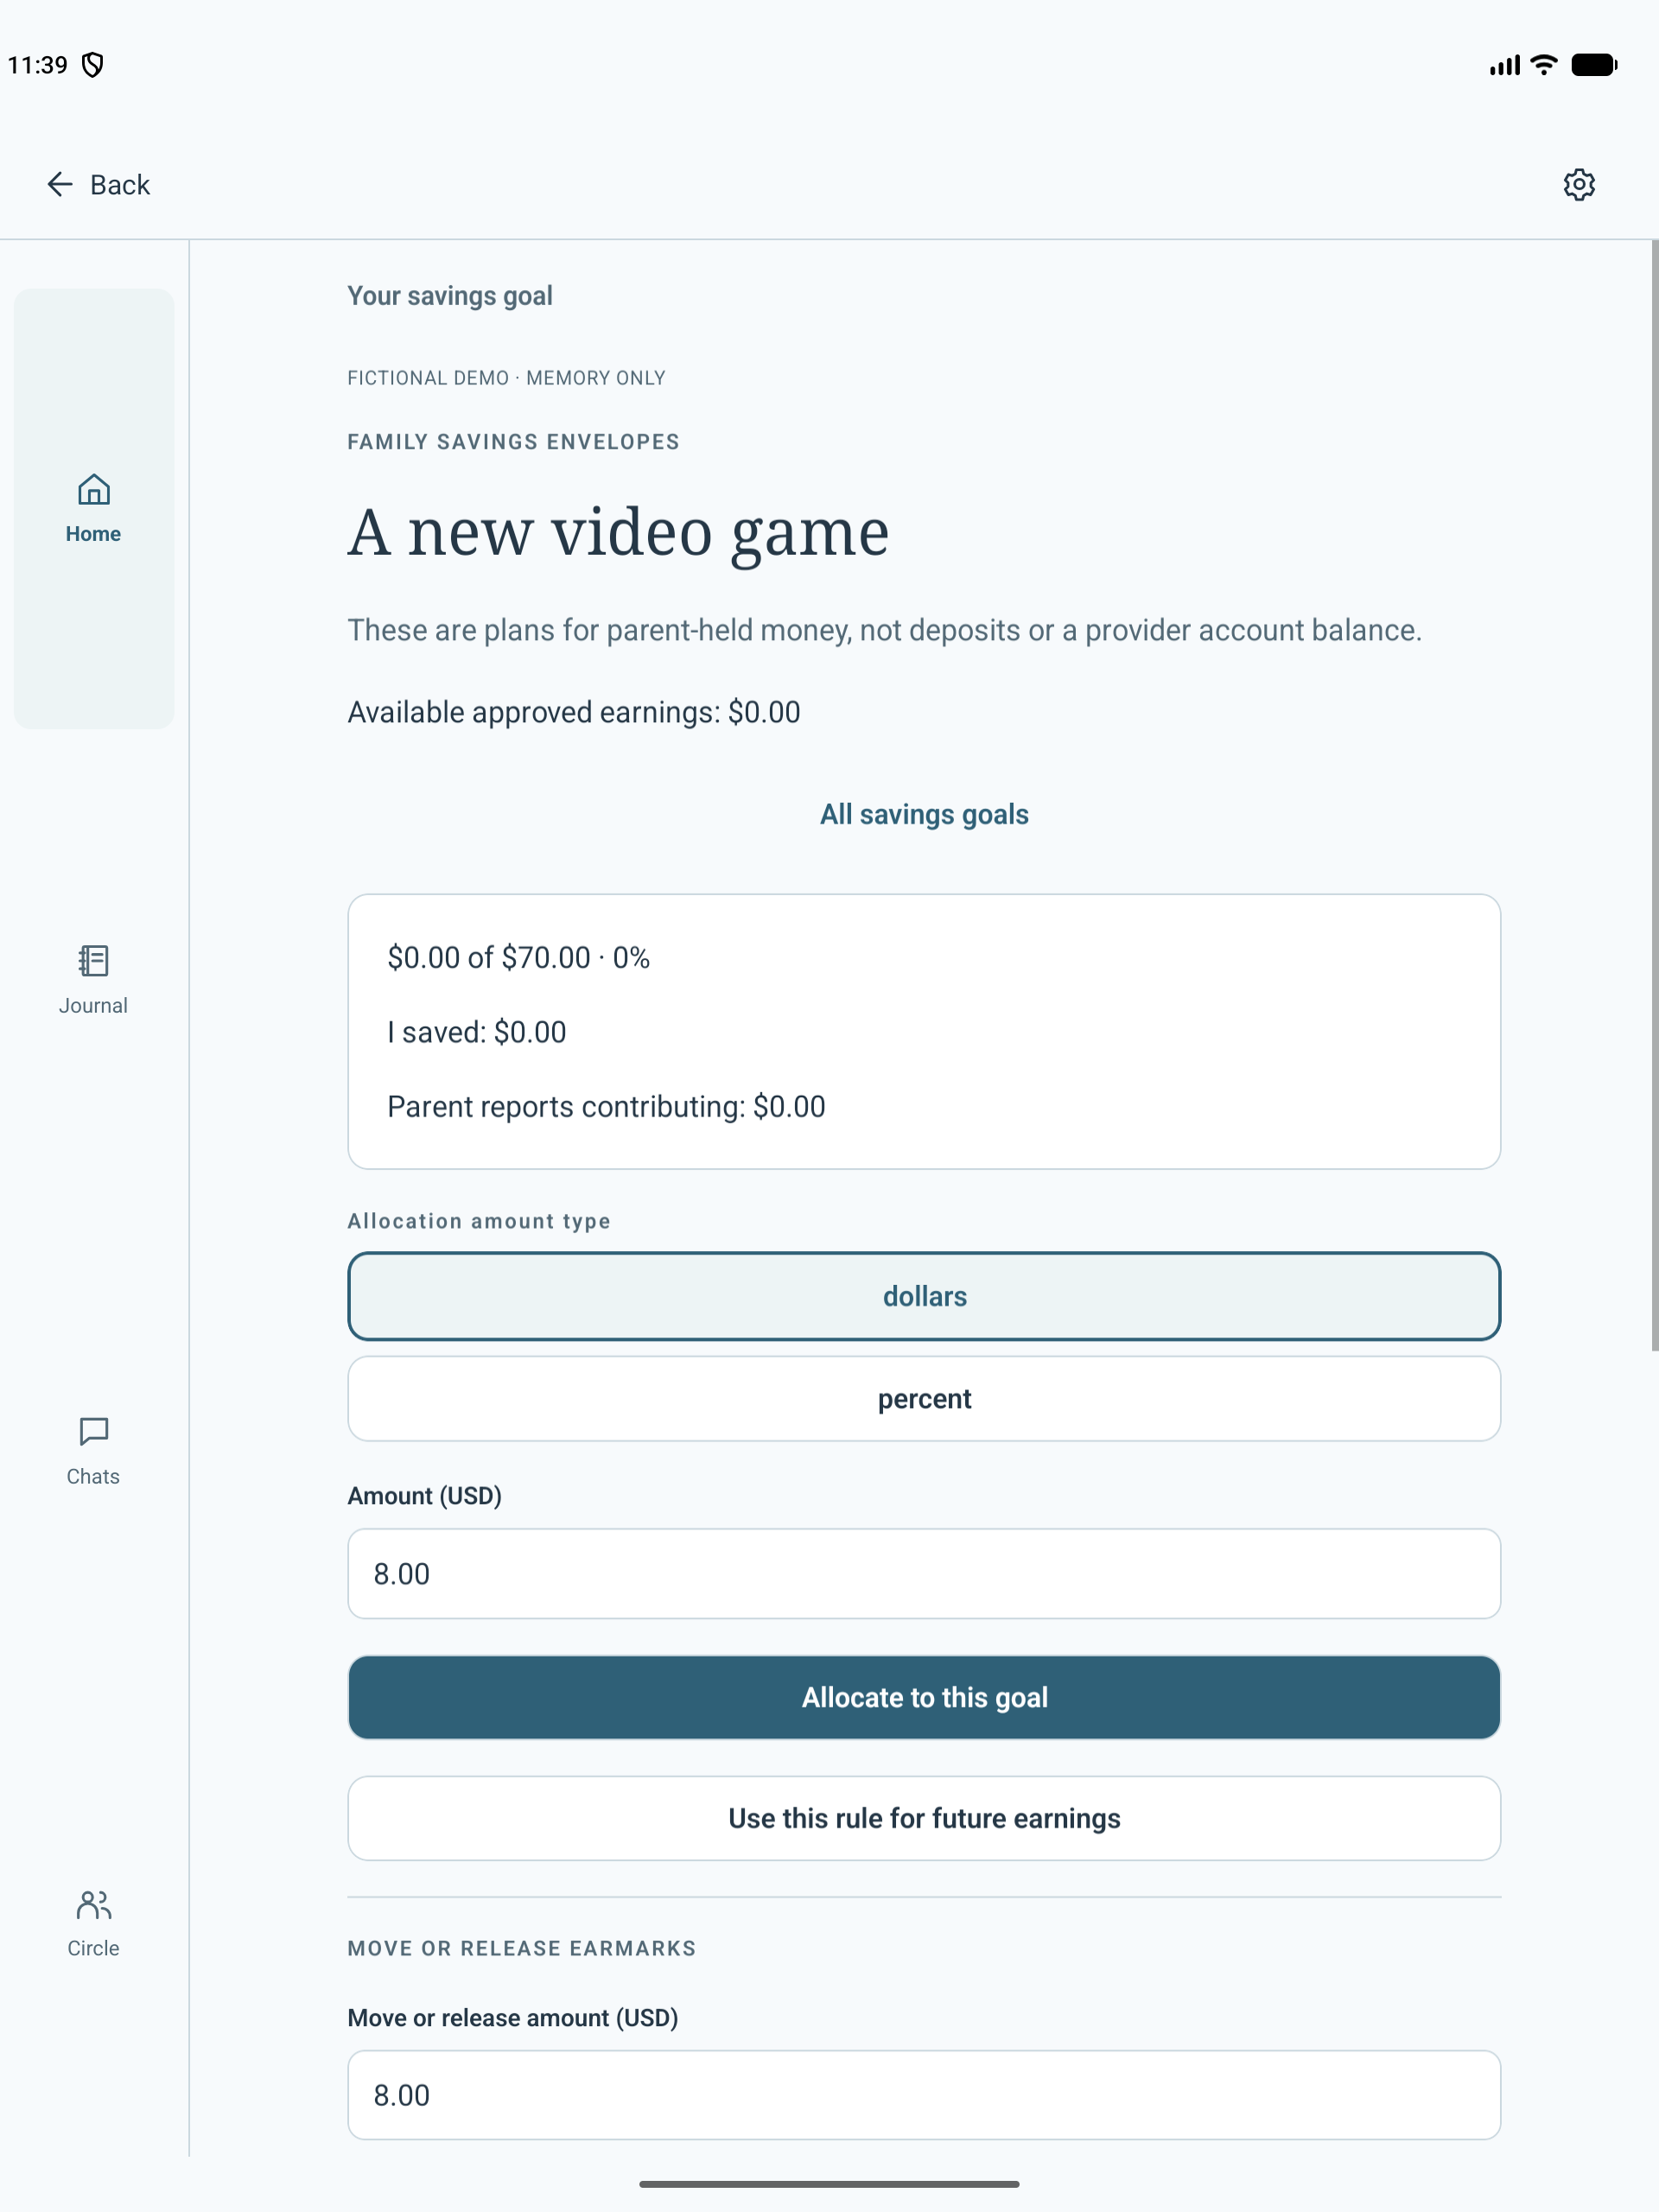 11:39
Back
Your savings goal
FICTIONAL DEMO · MEMORY ONLY
FAMILY SAVINGS ENVELOPES
A new video game
These are plans for parent-held money, not deposits or a provider account balance.
Available approved earnings: $0.00
All savings goals
$0.00 of $70.00 · 0%
I saved: $0.00
Parent reports contributing: $0.00
Allocation amount type
dollars
percent
Amount (USD)
8.00
Allocate to this goal
Use this rule for future earnings
MOVE OR RELEASE EARMARKS
Move or release amount (USD)
8.00
Home
Journal
Chats
Circle